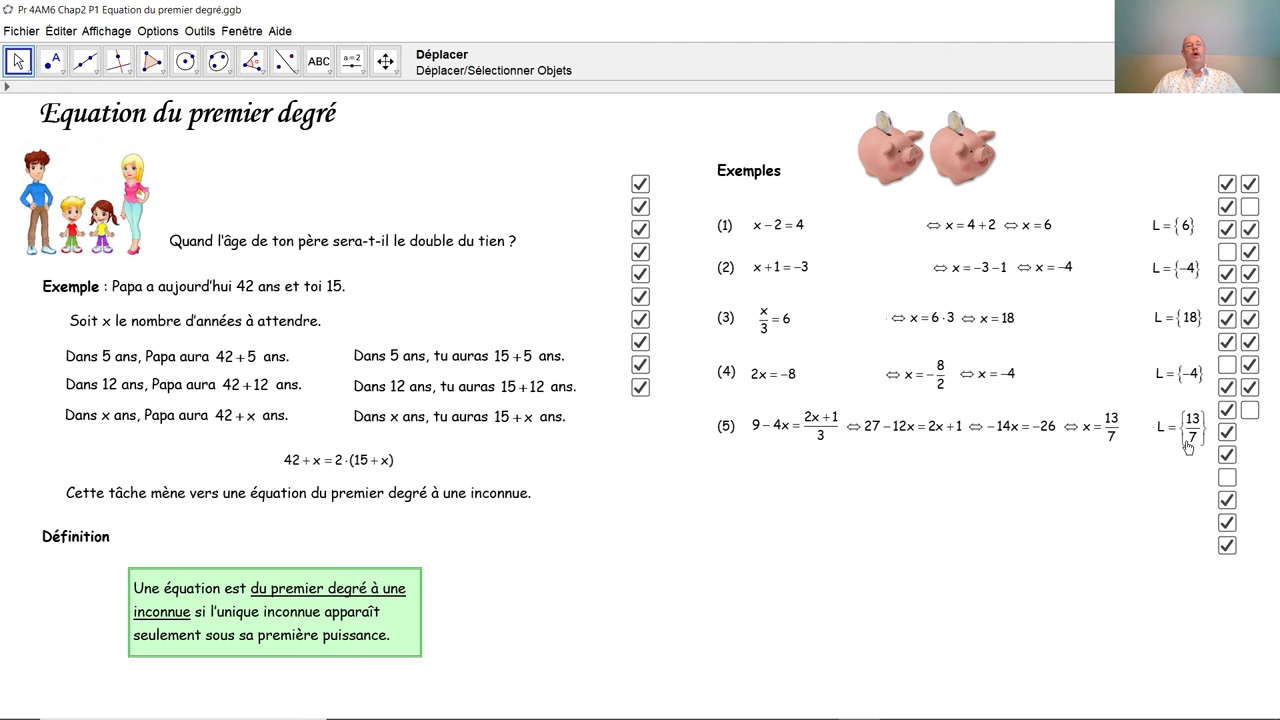 Pr 4AM6 Chap2 P1 Equation du premier degré.ggb
Fichier Éditer Affichage Options Outils Fenêtre Aide
A
ABC
a=2
Déplacer
Déplacer/Sélectionner Objets
Equation du premier degré
Quand l'âge de ton père sera-t-il le double du tien ?
Exemple : Papa a aujourd'hui 42 ans et toi 15.
Soit x le nombre d'années à attendre.
Dans 5 ans, Papa aura 42+5 ans. Dans 5 ans, tu auras 15+5 ans.
Dans 12 ans, Papa aura 42+12 ans. Dans 12 ans, tu auras 15+12 ans.
Dans x ans, Papa aura 42+x ans. Dans x ans, tu auras 15+x ans.
42+x=2·(15+x)
Cette tâche mène vers une équation du premier degré à une inconnue.
Définition
Une équation est du premier degré à une
inconnue si l'unique inconnue apparaît
seulement sous sa première puissance.
Exemples
(1) x-2=4 ⇔ x=4+2 ⇔ x=6 L={6}
(2) x+1=-3 ⇔ x=-3-1 ⇔ x=-4 L={-4}
(3) x/3=6 ⇔ x=6·3 ⇔ x=18 L={18}
(4) 2x=-8 ⇔ x=-8/2 ⇔ x=-4 L={-4}
(5) 9-4x=2x+1/3 ⇔ 27-12x=2x+1 ⇔ -14x=-26 ⇔ x=13/7 L={13/7}